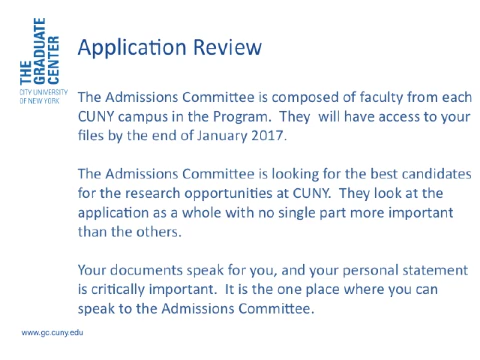 THE
GRADUATE
CENTER
CITY UNIVERSITY
OF NEW YORK
Application Review
The Admissions Committee is composed of faculty from each
CUNY campus in the Program.  They  will have access to your
files by the end of January 2017.
The Admissions Committee is looking for the best candidates
for the research opportunities at CUNY.  They look at the
application as a whole with no single part more important
than the others.
Your documents speak for you, and your personal statement
is critically important.  It is the one place where you can
speak to the Admissions Committee.
www.gc.cuny.edu